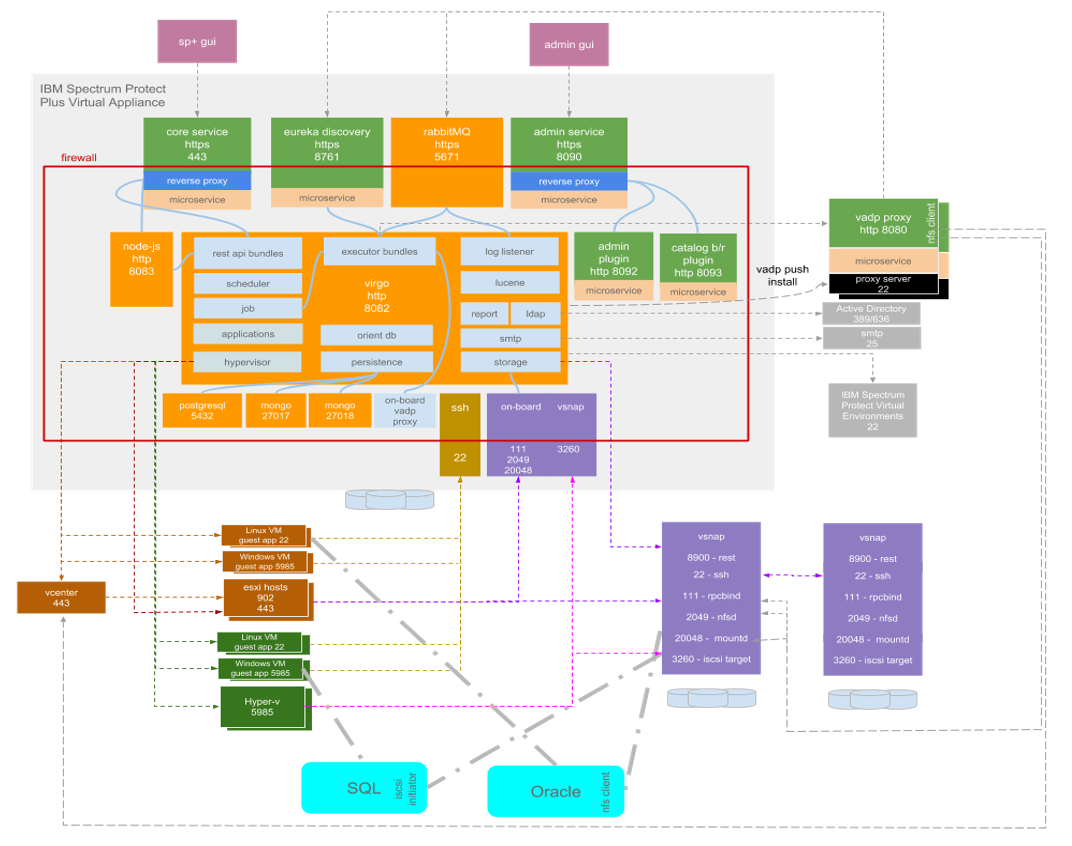 sp+ gui
admin gui
IBM Spectrum Protect
Plus Virtual Appliance
core service
https
443
reverse proxy
microservice
eureka discovery
https
8761
microservice
rabbitMQ
https
5671
admin service
https
8090
reverse proxy
microservice
firewall
node-js
http
8083
rest api bundles
scheduler
job
applications
hypervisor
executor bundles
virgo
http
8082
orient db
persistence
log listener
lucene
report
ldap
smtp
storage
admin
plugin
http 8092
microservice
catalog b/r
plugin
http 8093
microservice
vadp push
install
vadp proxy
http 8080
nfs client
microservice
proxy server
22
Active Directory
389/636
smtp
25
IBM Spectrum
Protect Virtual
Environments
22
postgresql
5432
mongo
27017
mongo
27018
on-board
vadp
proxy
ssh
22
on-board
vsnap
111
2049
20048
3260
Linux VM
guest app 22
Windows VM
guest app 5985
vcenter
443
esxi hosts
902
443
Linux VM
guest app 22
Windows VM
guest app 5985
Hyper-v
5985
vsnap
8900 - rest
22 - ssh
111 - rpcbind
2049 - nfsd
20048 - mountd
3260 - iscsi target
vsnap
8900 - rest
22 - ssh
111 - rpcbind
2049 - nfsd
20048 - mountd
3260 - iscsi target
SQL
iscsi
initiator
Oracle
nfs client